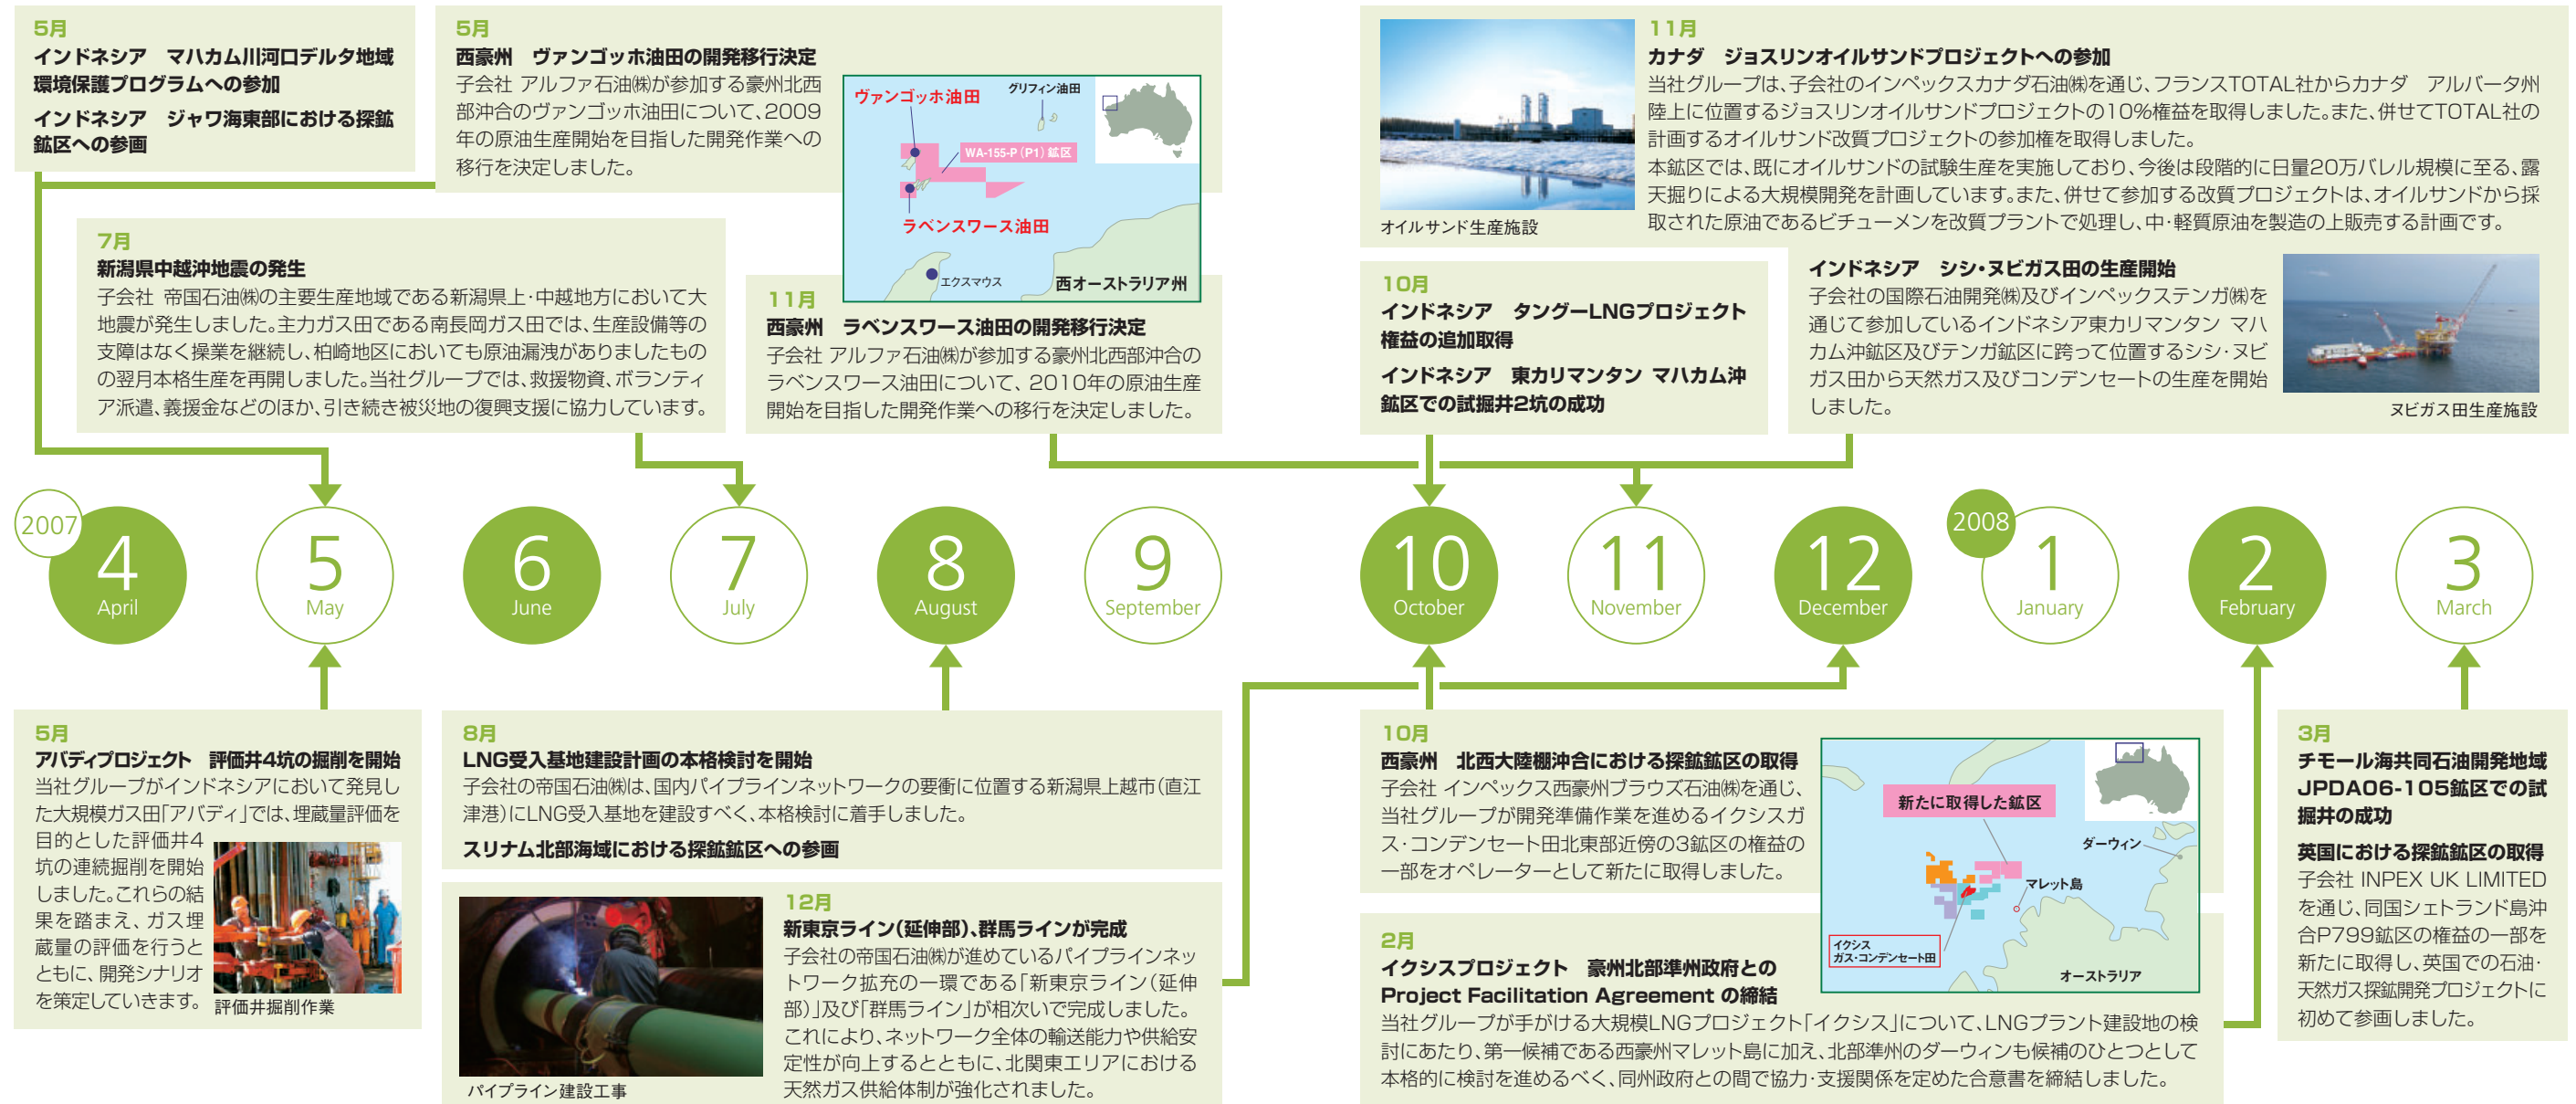 5月
インドネシア　マハカム川河口デルタ地域
環境保護プログラムへの参加
インドネシア　ジャワ海東部における探鉱
鉱区への参画
5月
西豪州　ヴァンゴッホ油田の開発移行決定
子会社 アルファ石油㈱が参加する豪州北西
部沖合のヴァンゴッホ油田について、2009
年の原油生産開始を目指した開発作業への
移行を決定しました。
ヴァンゴッホ油田
グリフィン油田
WA-155-P（P1）鉱区
ラベンスワース油田
エクスマウス
西オーストラリア州
7月
新潟県中越沖地震の発生
子会社 帝国石油㈱の主要生産地域である新潟県上・中越地方において大
地震が発生しました。主力ガス田である南長岡ガス田では、生産設備等の
支障はなく操業を継続し、柏崎地区においても原油漏洩がありましたもの
の翌月本格生産を再開しました。当社グループでは、救援物資、ボランティ
ア派遣、義援金などのほか、引き続き被災地の復興支援に協力しています。
11月
西豪州　ラベンスワース油田の開発移行決定
子会社 アルファ石油㈱が参加する豪州北西部沖合の
ラベンスワース油田について、2010年の原油生産
開始を目指した開発作業への移行を決定しました。
オイルサンド生産施設
11月
カナダ　ジョスリンオイルサンドプロジェクトへの参加
当社グループは、子会社のインペックスカナダ石油㈱を通じ、フランスTOTAL社からカナダ　アルバータ州
陸上に位置するジョスリンオイルサンドプロジェクトの10%権益を取得しました。また、併せてTOTAL社の
計画するオイルサンド改質プロジェクトの参加権を取得しました。
本鉱区では、既にオイルサンドの試験生産を実施しており、今後は段階的に日量20万バレル規模に至る、露
天掘りによる大規模開発を計画しています。また、併せて参加する改質プロジェクトは、オイルサンドから採
取された原油であるビチューメンを改質プラントで処理し、中・軽質原油を製造の上販売する計画です。
10月
インドネシア　タングーLNGプロジェクト
権益の追加取得
インドネシア　東カリマンタン マハカム沖
鉱区での試掘井2坑の成功
インドネシア　シシ・ヌビガス田の生産開始
子会社の国際石油開発㈱及びインペックステンガ㈱を
通じて参加しているインドネシア東カリマンタン マハ
カム沖鉱区及びテンガ鉱区に跨って位置するシシ・ヌビ
ガス田から天然ガス及びコンデンセートの生産を開始
しました。
ヌビガス田生産施設
2007
4
April
5
May
6
June
7
July
8
August
9
September
10
October
11
November
12
December
2008
1
January
2
February
3
March
5月
アバディプロジェクト　評価井4坑の掘削を開始
当社グループがインドネシアにおいて発見し
た大規模ガス田「アバディ」では、埋蔵量評価を
目的とした評価井4
坑の連続掘削を開始
しました。これらの結
果を踏まえ、ガス埋
蔵量の評価を行うと
ともに、開発シナリオ
を策定していきます。
評価井掘削作業
8月
LNG受入基地建設計画の本格検討を開始
子会社の帝国石油㈱は、国内パイプラインネットワークの要衝に位置する新潟県上越市（直江
津港）にLNG受入基地を建設すべく、本格検討に着手しました。
スリナム北部海域における探鉱鉱区への参画
パイプライン建設工事
12月
新東京ライン（延伸部）、群馬ラインが完成
子会社の帝国石油㈱が進めているパイプラインネッ
トワーク拡充の一環である「新東京ライン（延伸
部）」及び「群馬ライン」が相次いで完成しました。
これにより、ネットワーク全体の輸送能力や供給安
定性が向上するとともに、北関東エリアにおける
天然ガス供給体制が強化されました。
10月
西豪州　北西大陸棚沖合における探鉱鉱区の取得
子会社 インペックス西豪州ブラウズ石油㈱を通じ、
当社グループが開発準備作業を進めるイクシスガ
ス・コンデンセート田北東部近傍の3鉱区の権益の
一部をオペレーターとして新たに取得しました。
新たに取得した鉱区
ダーウィン
マレット島
イクシス
ガス・コンデンセート田
オーストラリア
2月
イクシスプロジェクト　豪州北部準州政府との
Project Facilitation Agreement の締結
当社グループが手がける大規模LNGプロジェクト「イクシス」について、LNGプラント建設地の検
討にあたり、第一候補である西豪州マレット島に加え、北部準州のダーウィンも候補のひとつとして
本格的に検討を進めるべく、同州政府との間で協力・支援関係を定めた合意書を締結しました。
3月
チモール海共同石油開発地域
JPDA06-105鉱区での試
掘井の成功
英国における探鉱鉱区の取得
子会社 INPEX UK LIMITED
を通じ、同国シェトランド島沖
合P799鉱区の権益の一部を
新たに取得し、英国での石油・
天然ガス探鉱開発プロジェクトに
初めて参画しました。